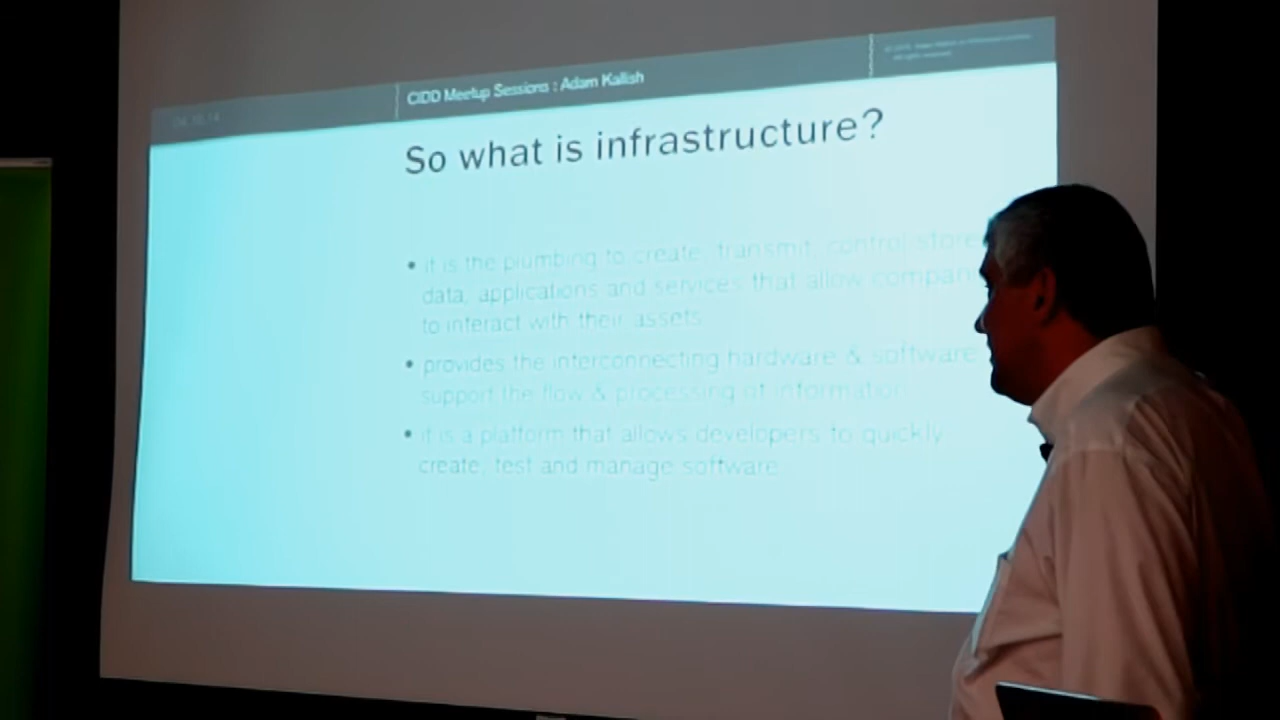 CIDD Meetup Sessions : Adam Kallish
So what is infrastructure?
• it is the plumbing to create, transmit, control store
data, applications and services that allow
to interact with their assets
• provides the interconnecting hardware & software
support the flow & processing of information
• it is a platform that allows developers to quickly
create, test and manage software